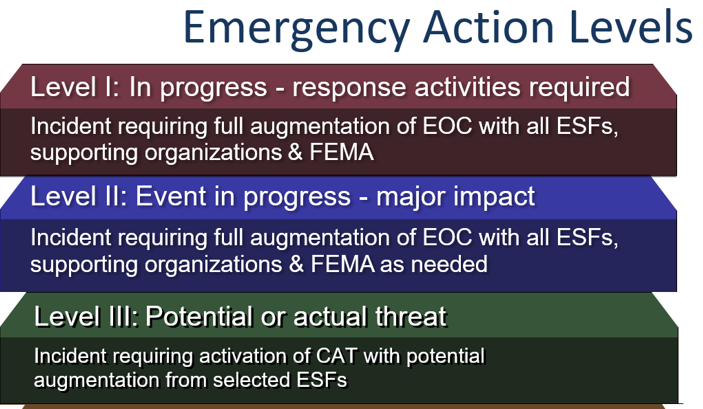 Emergency Action Levels
Level I: In progress - response activities required
Incident requiring full augmentation of EOC with all ESFs,
supporting organizations & FEMA
Level II: Event in progress - major impact
Incident requiring full augmentation of EOC with all ESFs,
supporting organizations & FEMA as needed
Level III: Potential or actual threat
Incident requiring activation of CAT with potential
augmentation from selected ESFs